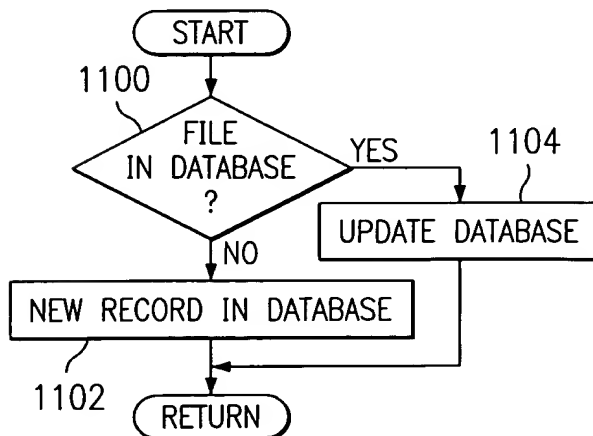 START
1100
FILE
IN DATABASE
?
YES
1104
UPDATE DATABASE
NO
NEW RECORD IN DATABASE
1102
RETURN